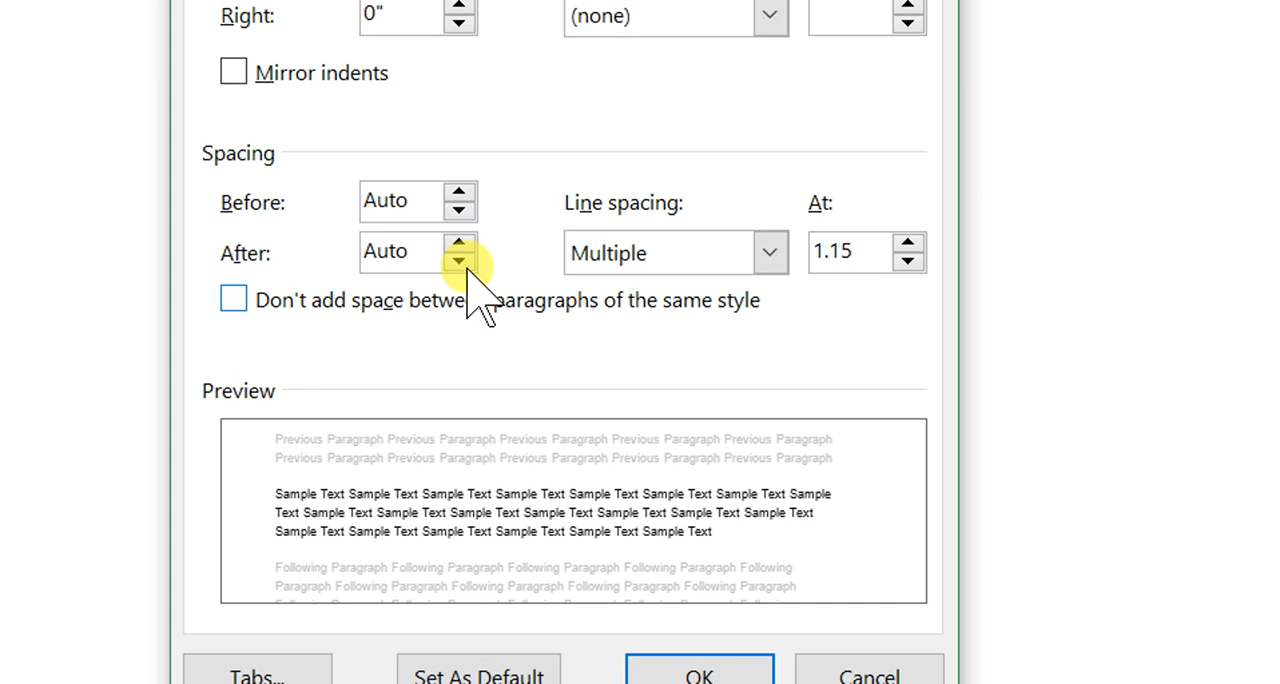 Right: 0" (none)
Mirror indents
Spacing
Before: Auto Line spacing: At:
After: Auto Multiple 1.15
Don't add space between paragraphs of the same style
Preview
Previous Paragraph Previous Paragraph Previous Paragraph Previous Paragraph Previous Paragraph
Previous Paragraph Previous Paragraph Previous Paragraph Previous Paragraph Previous Paragraph
Sample Text Sample Text Sample Text Sample Text Sample Text Sample Text Sample Text Sample
Text Sample Text Sample Text Sample Text Sample Text Sample Text Sample Text Sample Text
Sample Text Sample Text Sample Text Sample Text Sample Text Sample Text
Following Paragraph Following Paragraph Following Paragraph Following Paragraph Following
Paragraph Following Paragraph Following Paragraph Following Paragraph Following Paragraph
Tabs... Set As Default OK Cancel